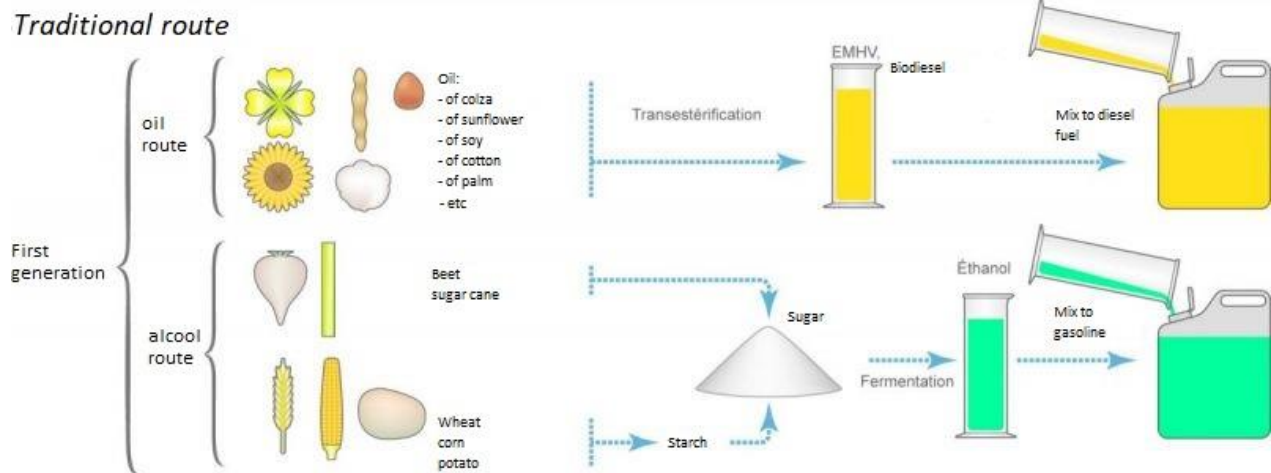 Traditional route
oil
route
Oil:
- of colza
- of sunflower
- of soy
- of cotton
- of palm
- etc
Transestérification
EMHV,
Biodiesel
Mix to diesel
fuel
First
generation
alcool
route
Beet
sugar cane
Wheat
corn
potato
Starch
Sugar
Fermentation
Éthanol
Mix to
gasoline